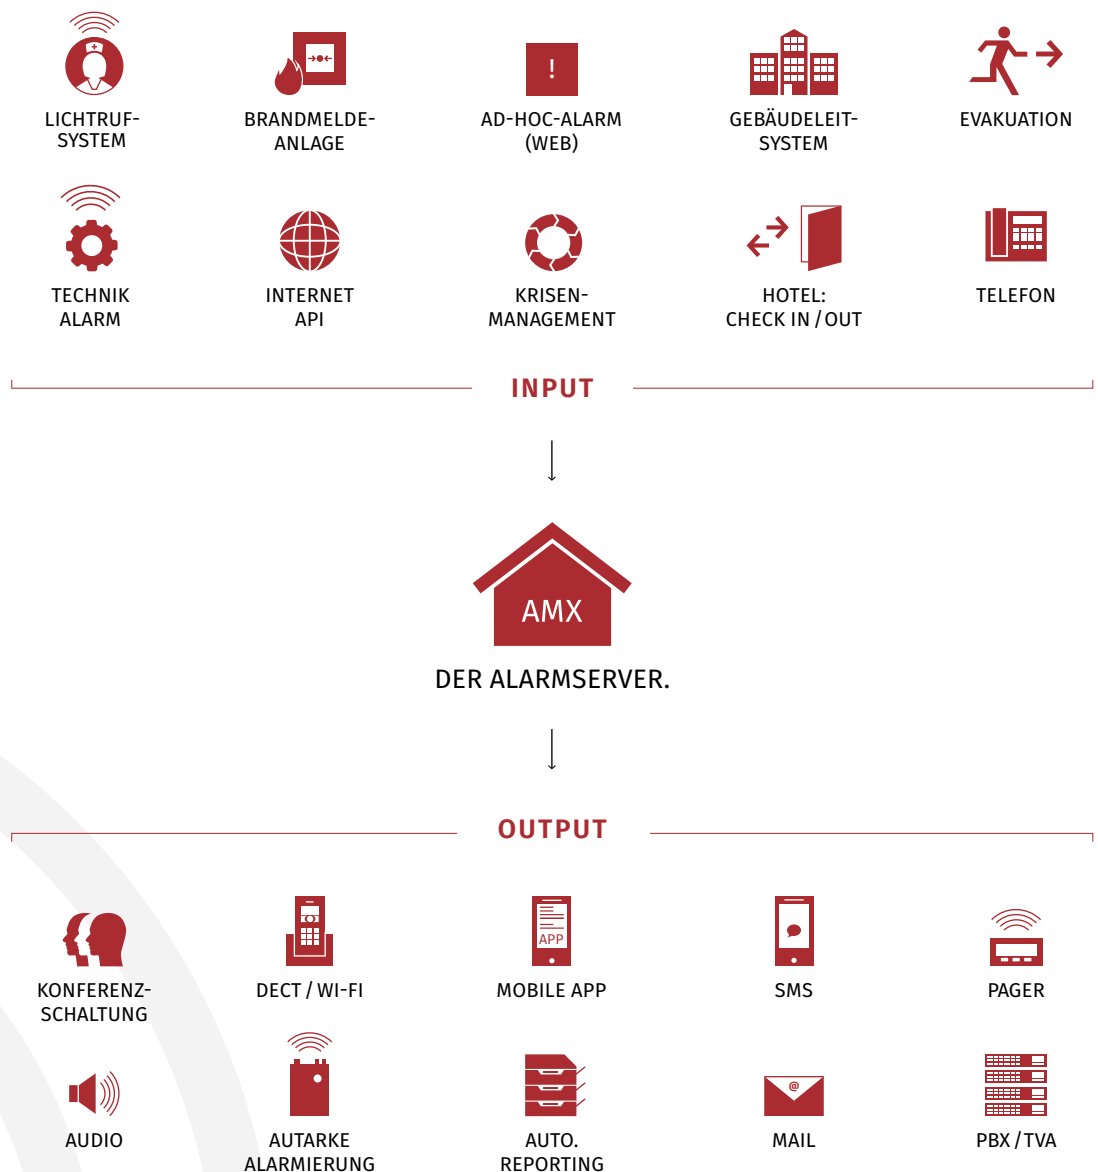 LICHTRUF-
SYSTEM
BRANDMELDE-
ANLAGE
!
AD-HOC-ALARM
(WEB)
GEBÄUDELEIT-
SYSTEM
EVAKUATION
TECHNIK
ALARM
INTERNET
API
KRISEN-
MANAGEMENT
HOTEL:
CHECK IN / OUT
TELEFON
INPUT
AMX
DER ALARMSERVER.
OUTPUT
KONFERENZ-
SCHALTUNG
DECT / WI-FI
APP
MOBILE APP
SMS
PAGER
AUDIO
AUTARKE
ALARMIERUNG
AUTO.
REPORTING
@
MAIL
PBX / TVA